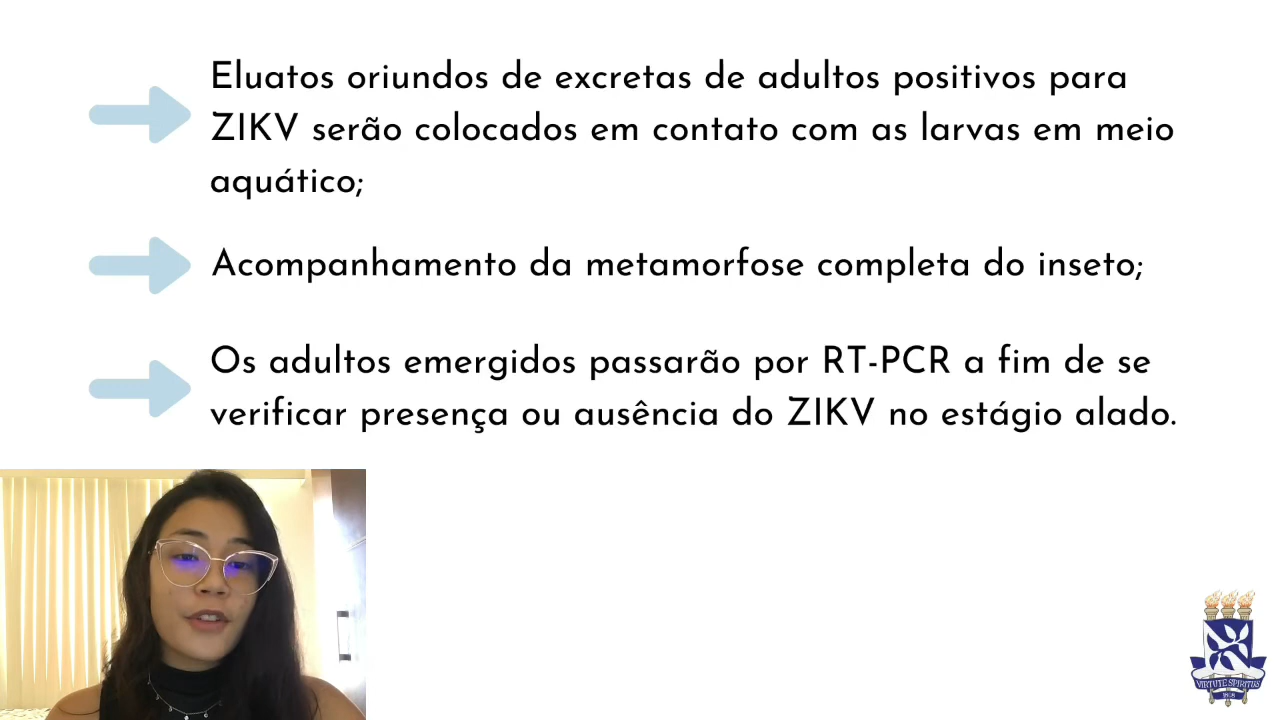 Eluatos oriundos de excretas de adultos positivos para
ZIKV serão colocados em contato com as larvas em meio
aquático;
Acompanhamento da metamorfose completa do inseto;
Os adultos emergidos passarão por RT-PCR a fim de se
verificar presença ou ausência do ZIKV no estágio alado.
VIRTUTE SPIRITUS